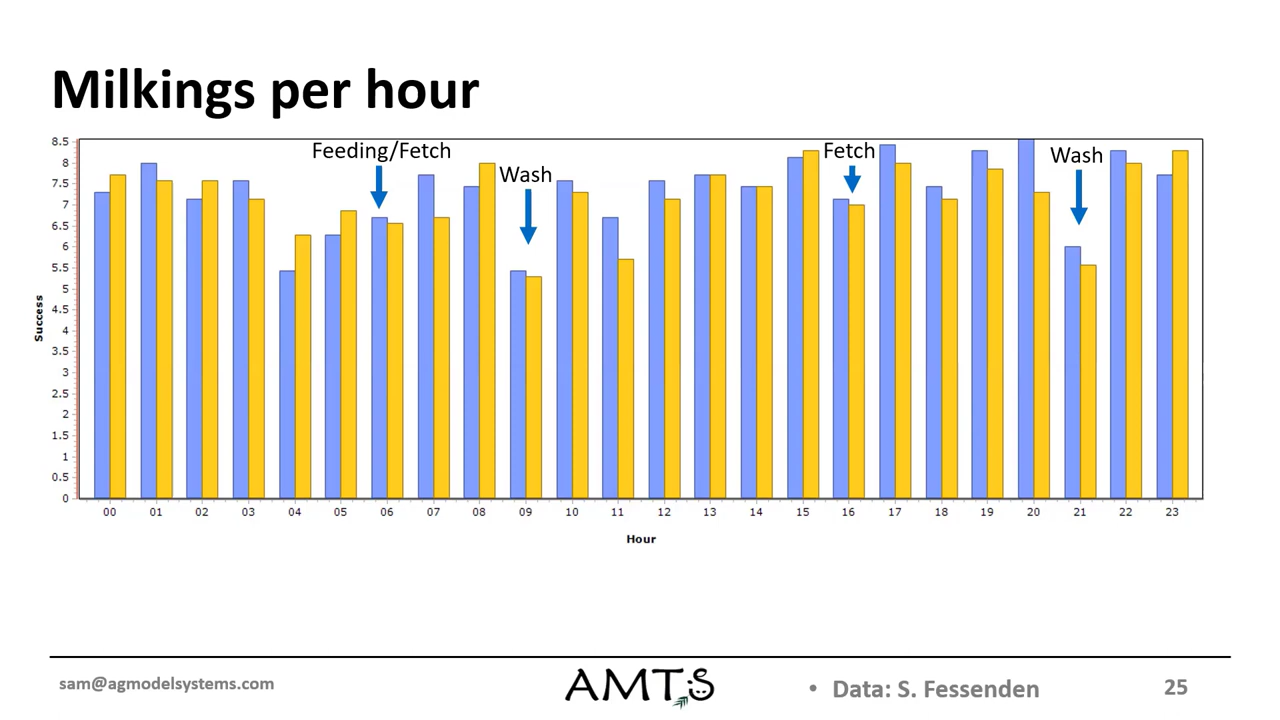 Milkings per hour
8.5
Feeding/Fetch
Fetch
Wash
8
Wash
7.5
7
6.5
6
5.5
5
4.5
4
3.5
3
2.5
2
1.5
1
0.5
0
Success
00 01 02 03 04 05 06 07 08 09 10 11 12 13 14 15 16 17 18 19 20 21 22 23
Hour
sam@agmodelsystems.com
AMTS
• Data: S. Fessenden
25